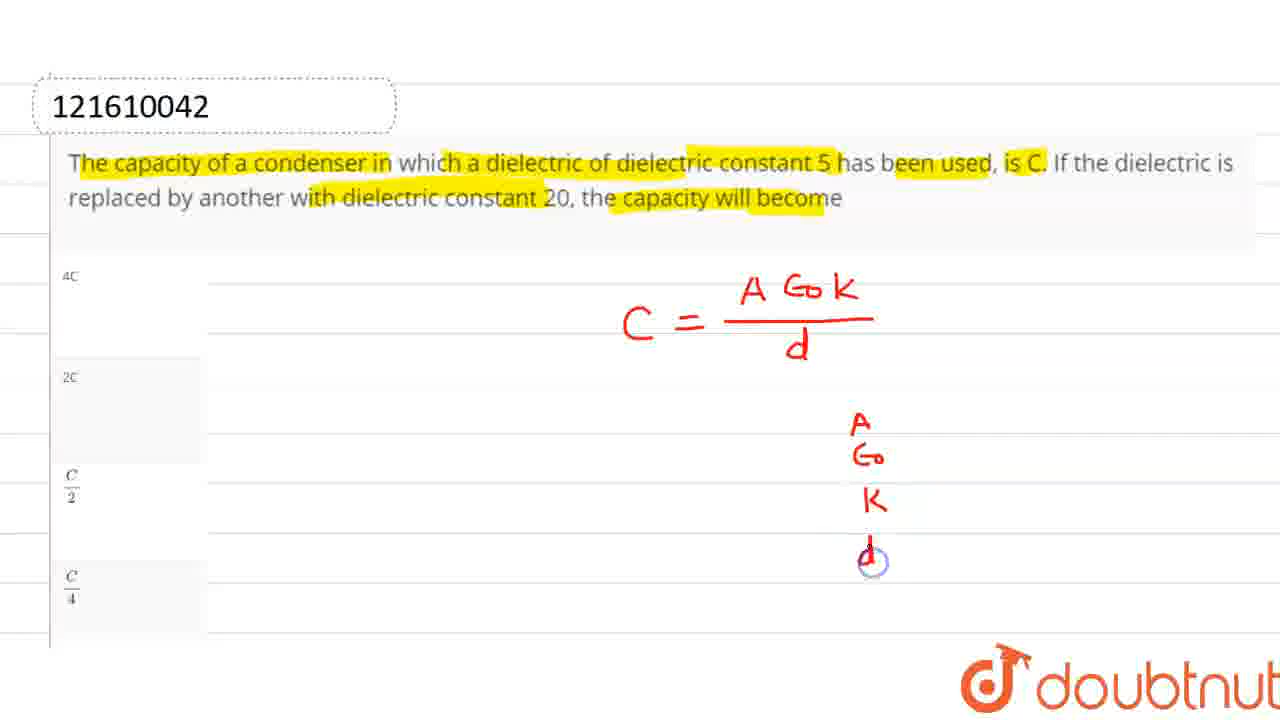 121610042
The capacity of a condenser in which a dielectric of dielectric constant 5 has been used, is C. If the dielectric is
replaced by another with dielectric constant 20, the capacity will become
4C
C = A ϵ0 K / d
2C
A
ϵ0
C/2
K
d
C/4
doubtnut